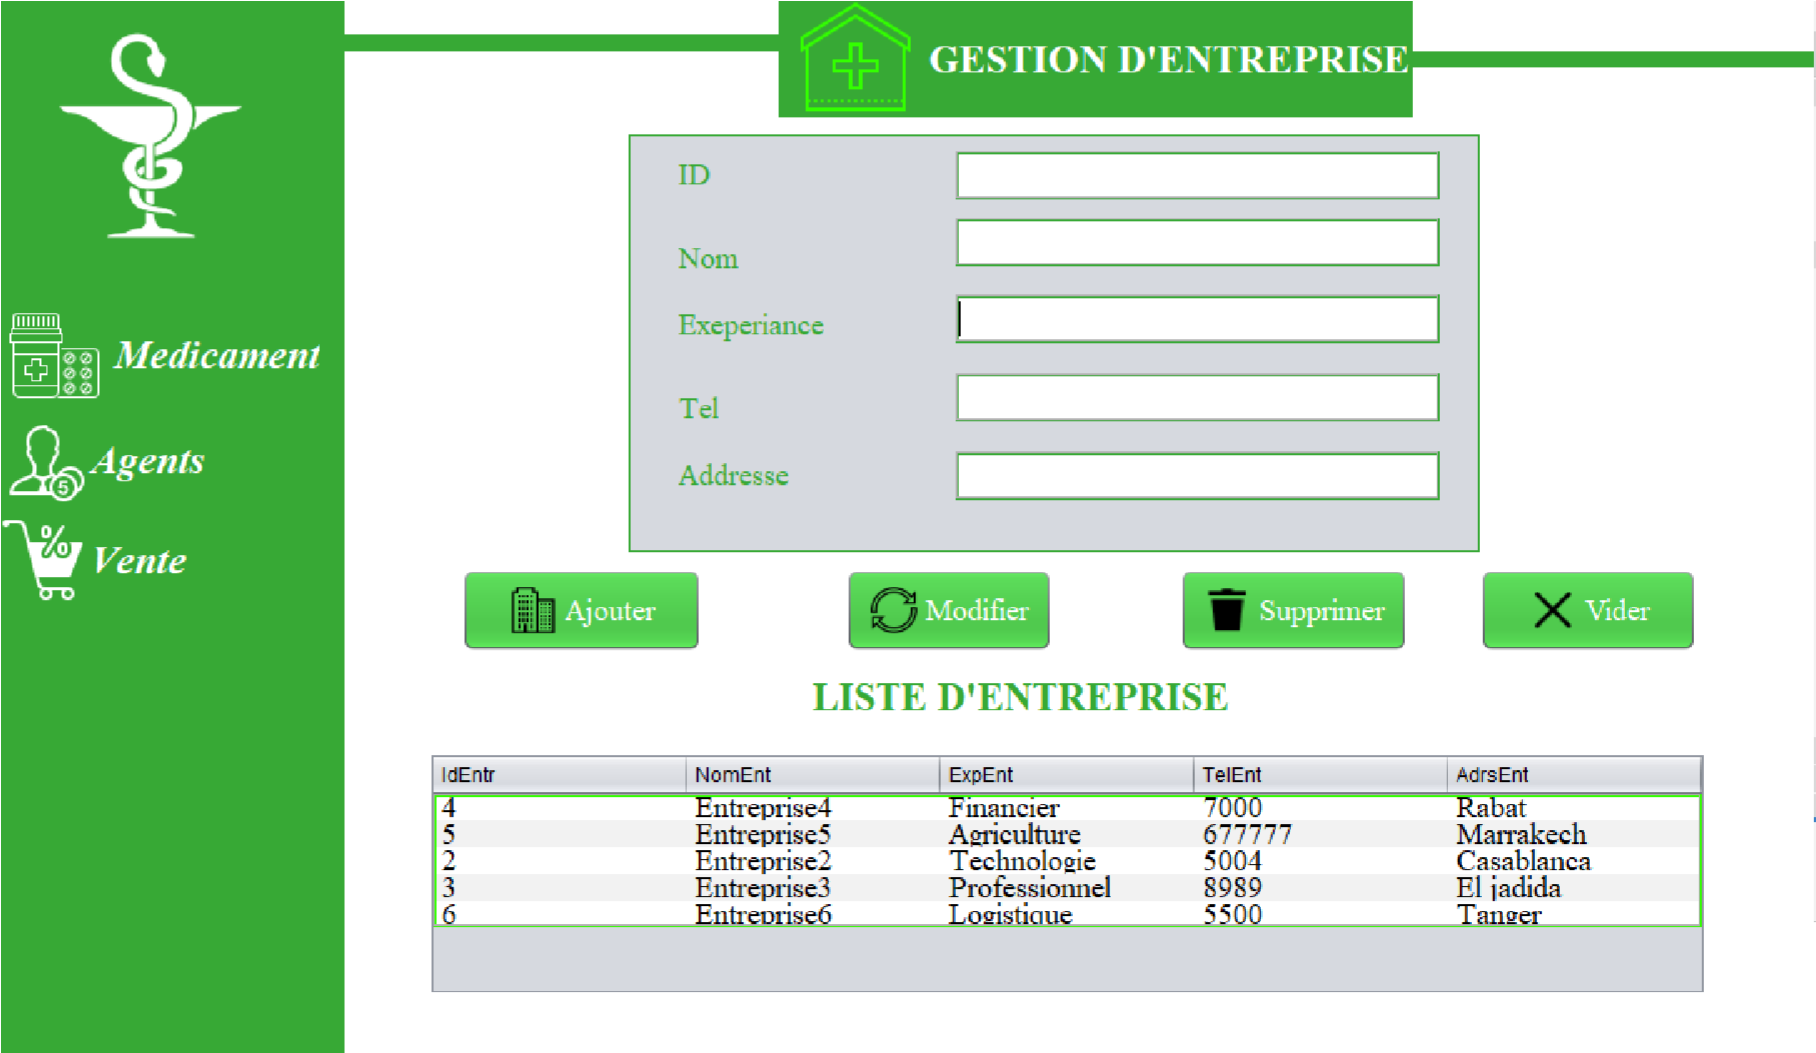 GESTION D'ENTREPRISE
Medicament
Agents
5
%
Vente
ID
Nom
Exeperiance
Tel
Addresse
Ajouter
Modifier
Supprimer
Vider
LISTE D'ENTREPRISE
IdEntr NomEnt ExpEnt TelEnt AdrsEnt
4 Entreprise4 Financier 7000 Rabat
5 Entreprise5 Agriculture 677777 Marrakech
2 Entreprise2 Technologie 5004 Casablanca
3 Entreprise3 Professionnel 8989 El jadida
6 Entreprise6 Logistique 5500 Tanger